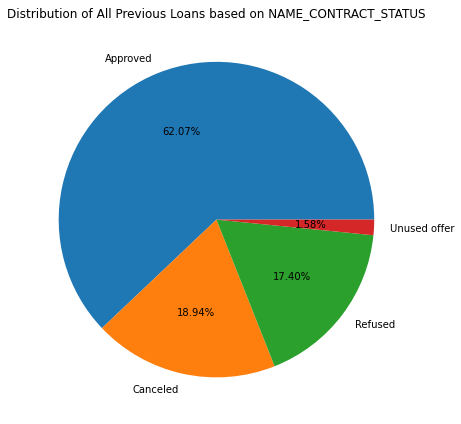 Distribution of All Previous Loans based on NAME_CONTRACT_STATUS
Approved
62.07%
1.58%
Unused offer
17.40%
18.94%
Refused
Canceled